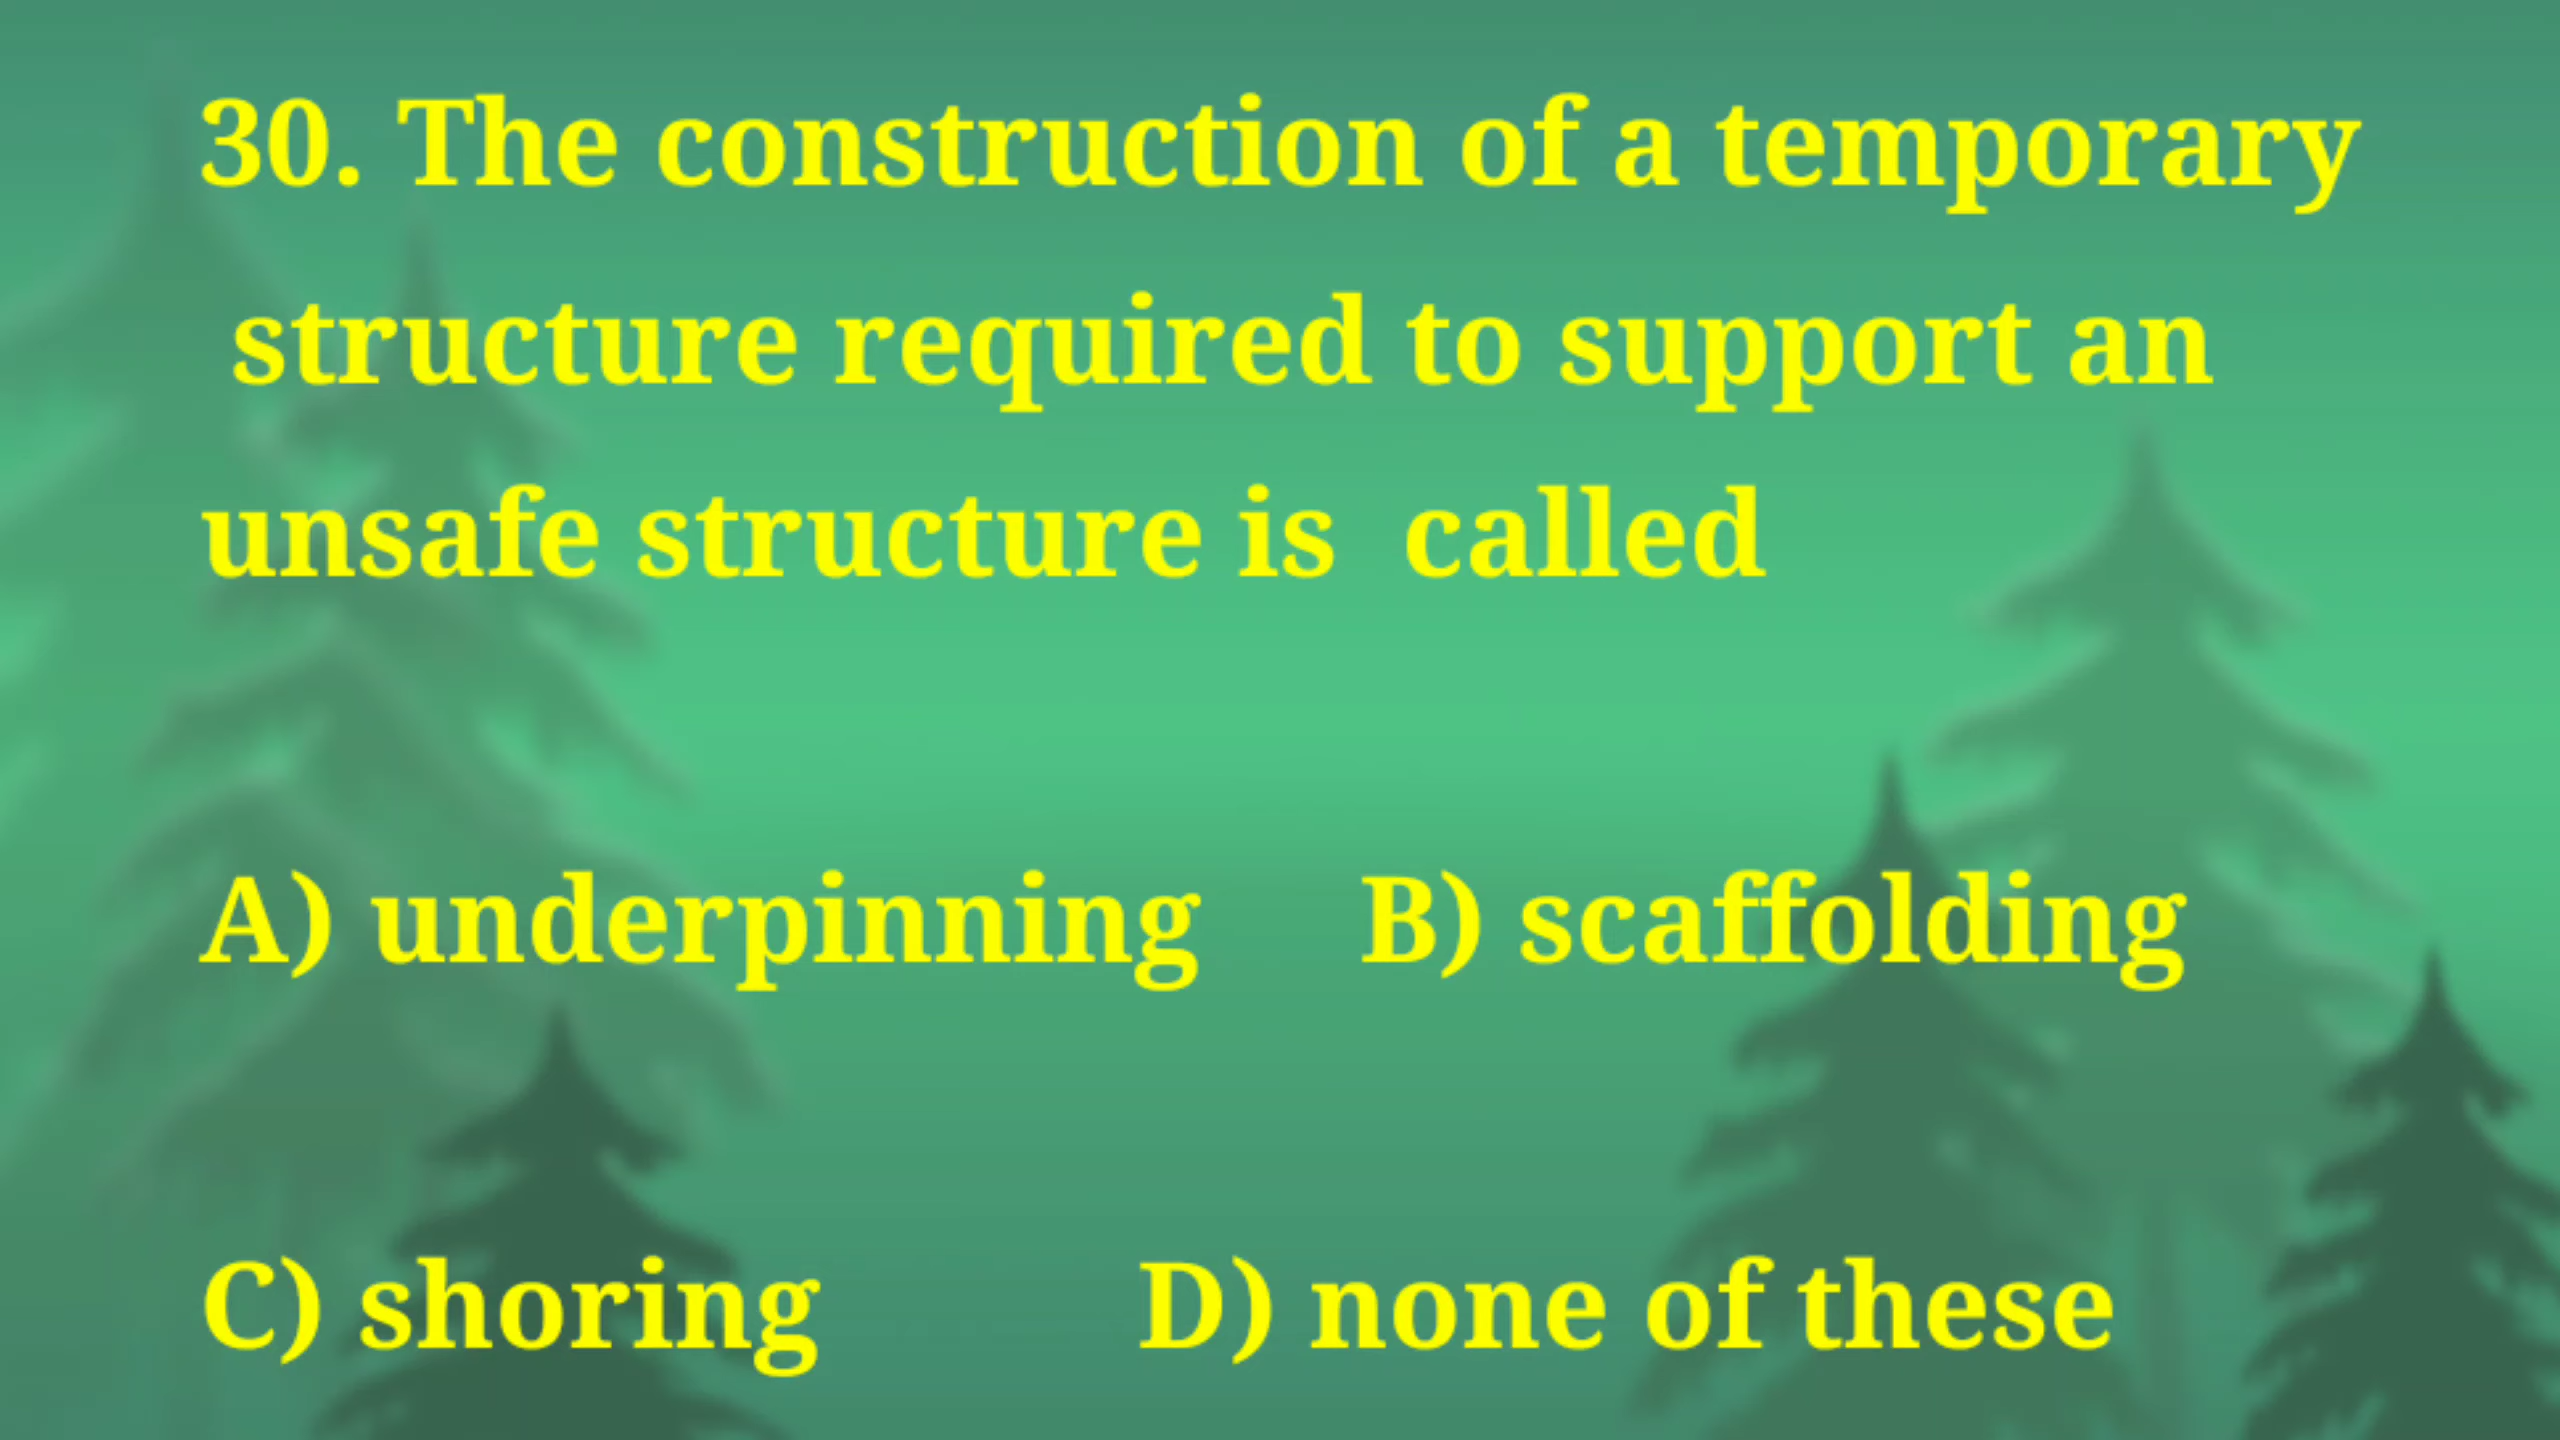 30. The construction of a temporary
structure required to support an
unsafe structure is called
A) underpinning B) scaffolding
C) shoring D) none of these